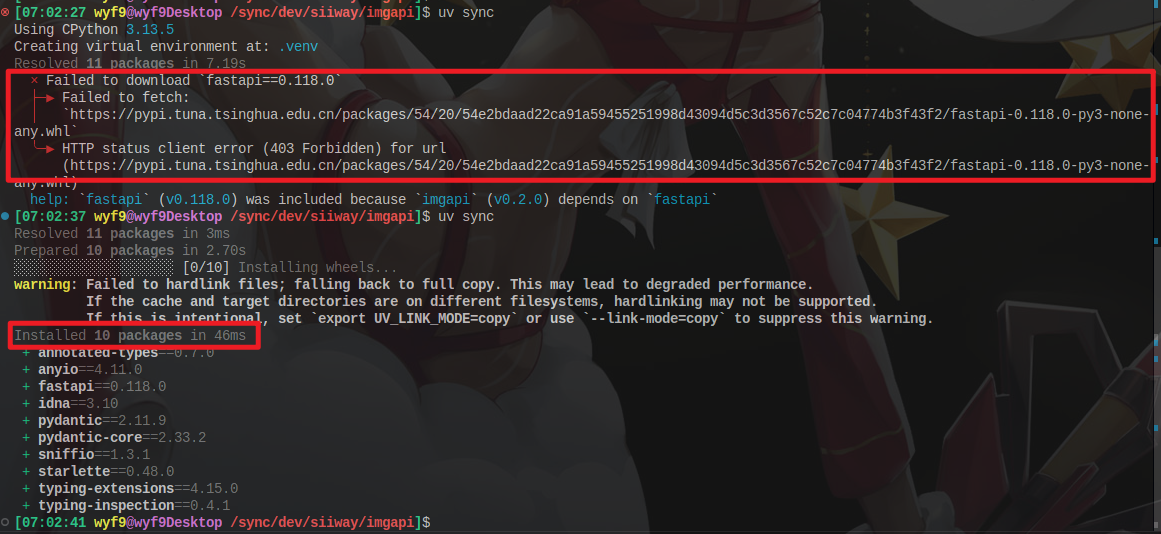 [07:02:27 wyf9@wyf9Desktop /sync/dev/siiway/imgapi]$ uv sync
Using CPython 3.13.5
Creating virtual environment at: .venv
Resolved 11 packages in 7.19s
× Failed to download `fastapi==0.118.0`
├─▶ Failed to fetch:
│ `https://pypi.tuna.tsinghua.edu.cn/packages/54/20/54e2bdaad22ca91a59455251998d43094d5c3d3567c52c7c04774b3f43f2/fastapi-0.118.0-py3-none-
any.whl`
╰─▶ HTTP status client error (403 Forbidden) for url
(https://pypi.tuna.tsinghua.edu.cn/packages/54/20/54e2bdaad22ca91a59455251998d43094d5c3d3567c52c7c04774b3f43f2/fastapi-0.118.0-py3-none-
any.whl)
help: `fastapi` (v0.118.0) was included because `imgapi` (v0.2.0) depends on `fastapi`
[07:02:37 wyf9@wyf9Desktop /sync/dev/siiway/imgapi]$ uv sync
Resolved 11 packages in 3ms
Prepared 10 packages in 2.70s
░░░░░░░░░░░░░░░░░░░░ [0/10] Installing wheels...
warning: Failed to hardlink files; falling back to full copy. This may lead to degraded performance.
If the cache and target directories are on different filesystems, hardlinking may not be supported.
If this is intentional, set `export UV_LINK_MODE=copy` or use `--link-mode=copy` to suppress this warning.
Installed 10 packages in 46ms
+ annotated-types==0.7.0
+ anyio==4.11.0
+ fastapi==0.118.0
+ idna==3.10
+ pydantic==2.11.9
+ pydantic-core==2.33.2
+ sniffio==1.3.1
+ starlette==0.48.0
+ typing-extensions==4.15.0
+ typing-inspection==0.4.1
[07:02:41 wyf9@wyf9Desktop /sync/dev/siiway/imgapi]$